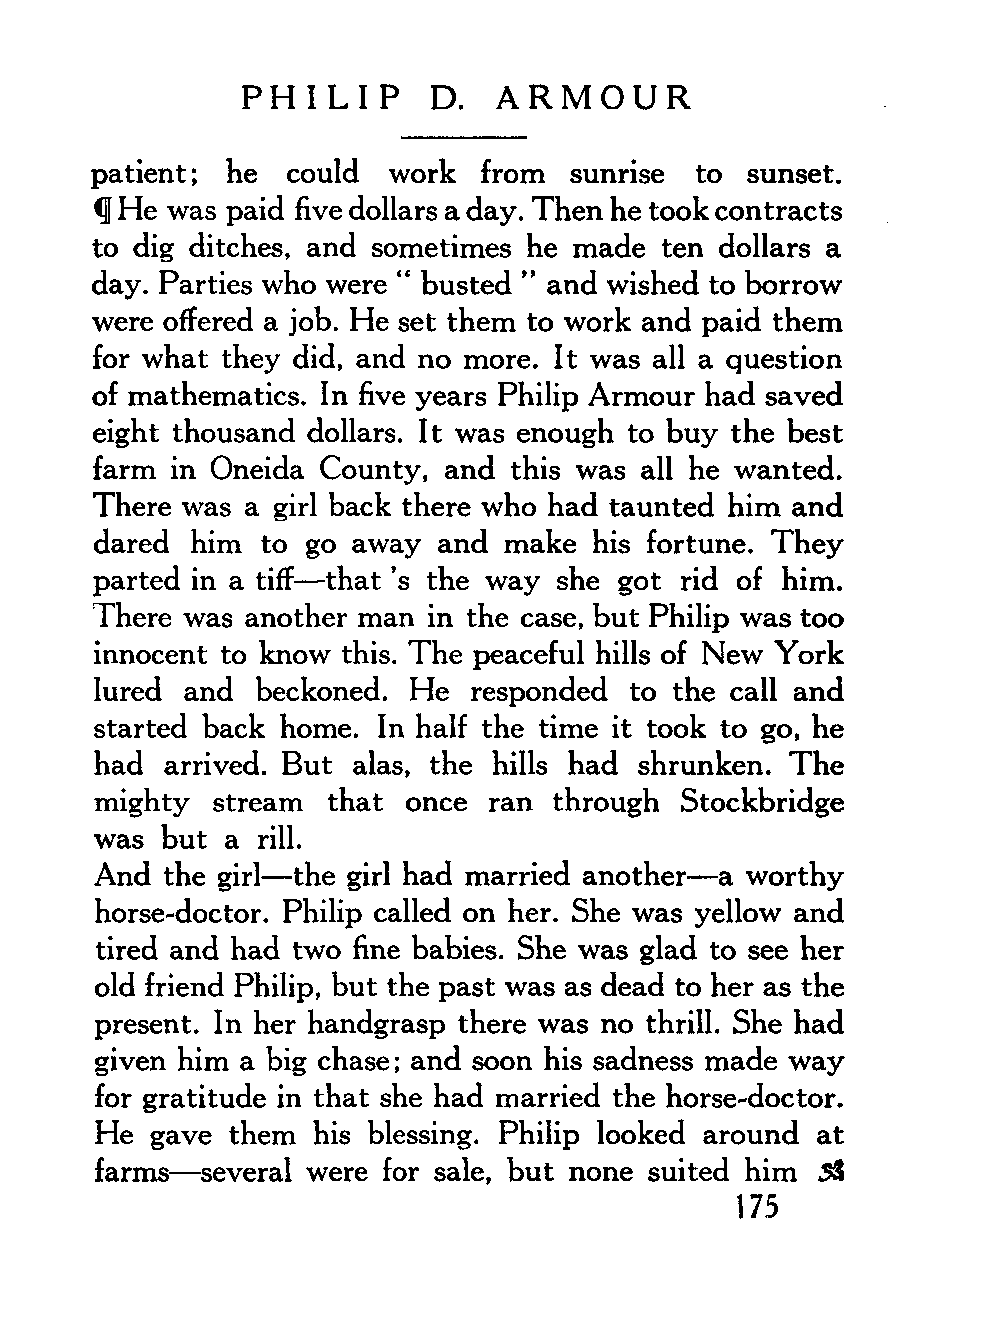 PHILIP D. ARMOUR
patient; he could work from sunrise to sunset.
¶ He was paid five dollars a day. Then he took contracts
to dig ditches, and sometimes he made ten dollars a
day. Parties who were “ busted ” and wished to borrow
were offered a job. He set them to work and paid them
for what they did, and no more. It was all a question
of mathematics. In five years Philip Armour had saved
eight thousand dollars. It was enough to buy the best
farm in Oneida County, and this was all he wanted.
There was a girl back there who had taunted him and
dared him to go away and make his fortune. They
parted in a tiff—that 's the way she got rid of him.
There was another man in the case, but Philip was too
innocent to know this. The peaceful hills of New York
lured and beckoned. He responded to the call and
started back home. In half the time it took to go, he
had arrived. But alas, the hills had shrunken. The
mighty stream that once ran through Stockbridge
was but a rill.
And the girl—the girl had married another—a worthy
horse-doctor. Philip called on her. She was yellow and
tired and had two fine babies. She was glad to see her
old friend Philip, but the past was as dead to her as the
present. In her handgrasp there was no thrill. She had
given him a big chase; and soon his sadness made way
for gratitude in that she had married the horse-doctor.
He gave them his blessing. Philip looked around at
farms—several were for sale, but none suited him
175